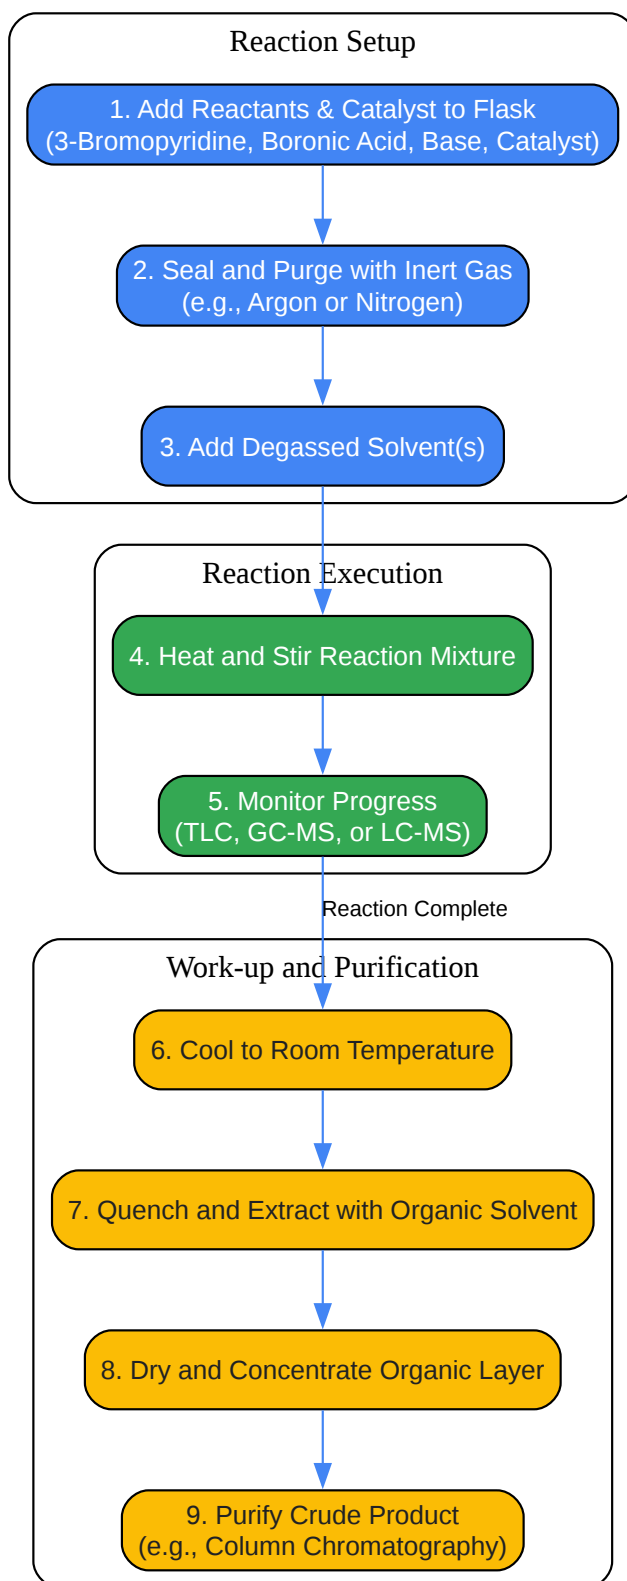 Reaction Setup
1. Add Reactants & Catalyst to Flask
(3-Bromopyridine, Boronic Acid, Base, Catalyst)
2. Seal and Purge with Inert Gas
(e.g., Argon or Nitrogen)
3. Add Degassed Solvent(s)
Reaction Execution
4. Heat and Stir Reaction Mixture
5. Monitor Progress
(TLC, GC-MS, or LC-MS)
Reaction Complete
Work-up and Purification
6. Cool to Room Temperature
7. Quench and Extract with Organic Solvent
8. Dry and Concentrate Organic Layer
9. Purify Crude Product
(e.g., Column Chromatography)